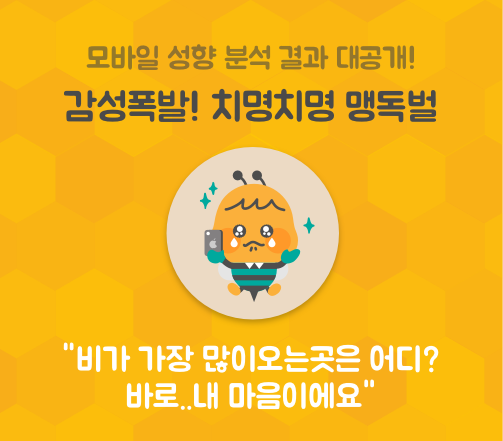 모바일 성향 분석 결과 대공개!
감성폭발! 치명치명 맹독벌
"비가 가장 많이오는곳은 어디?
바로..내 마음이에요"